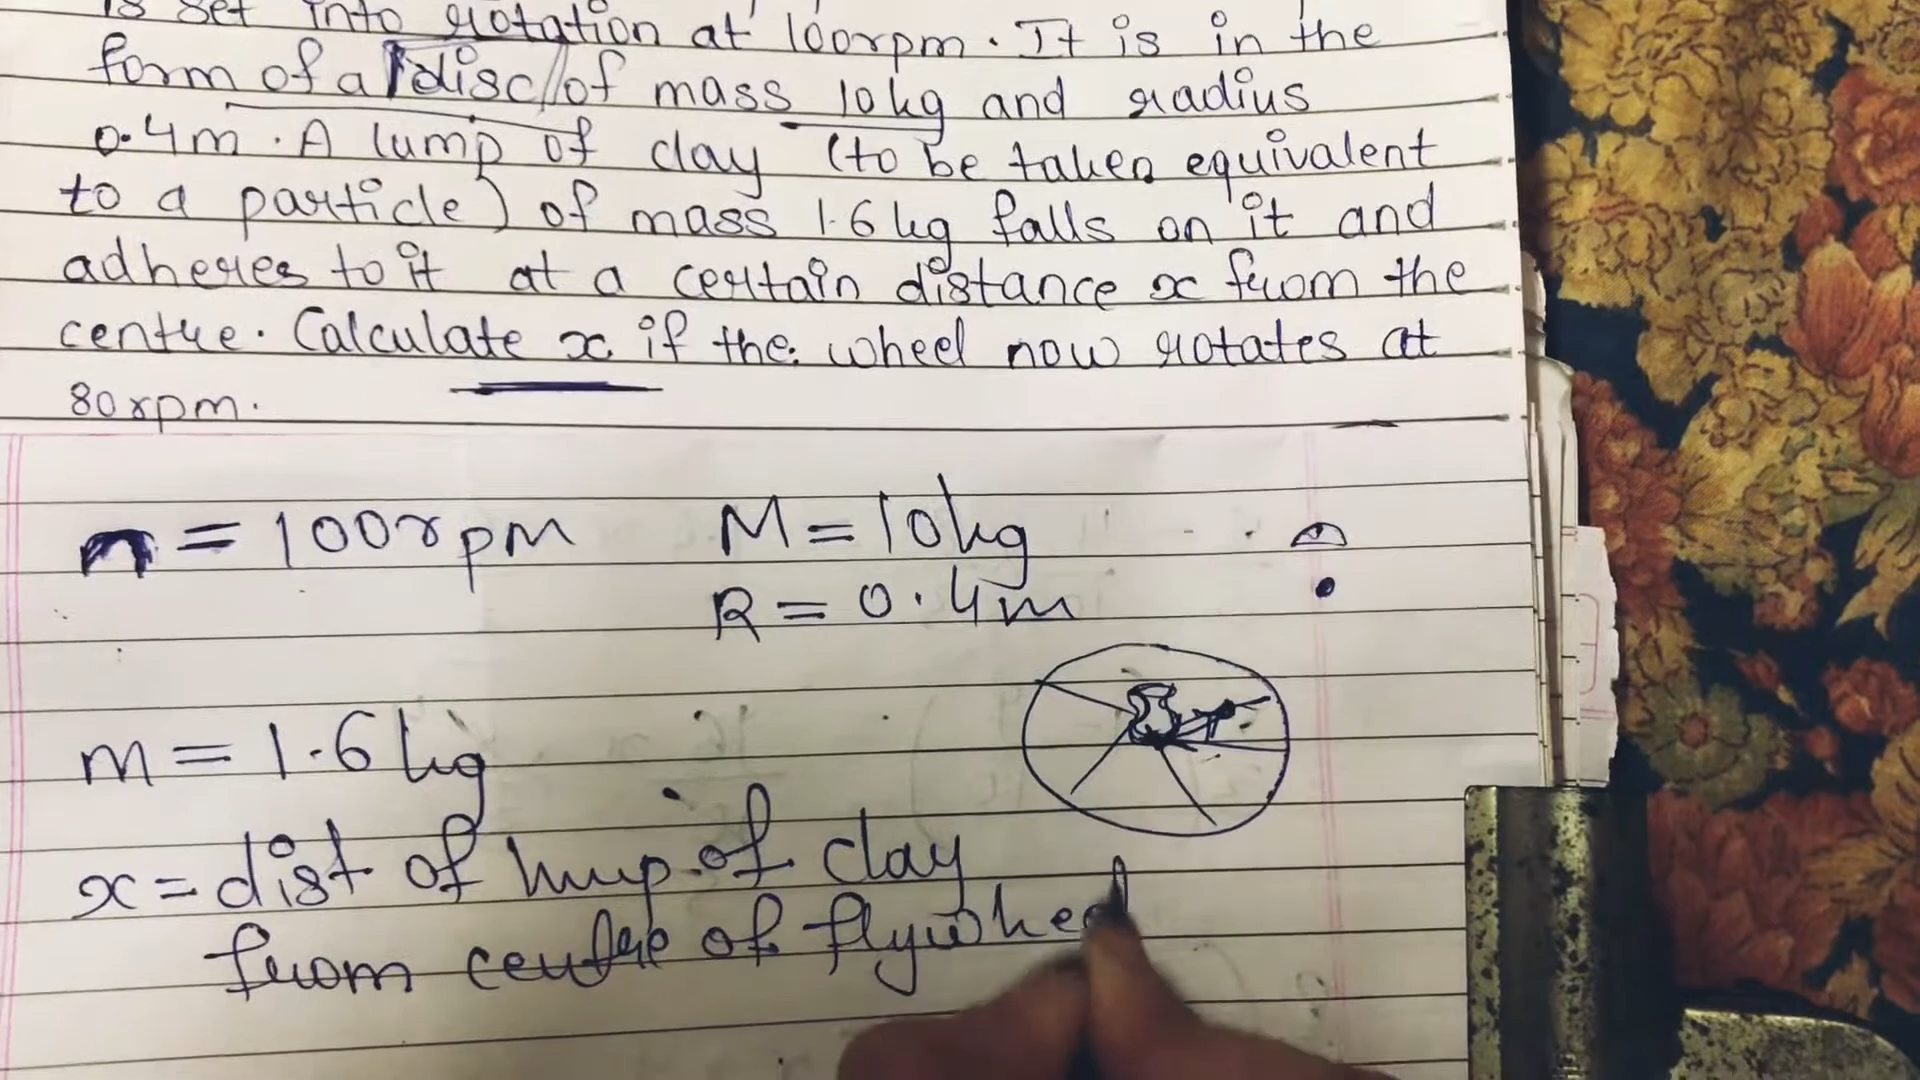 is set into rotation at 100rpm. It is in the
form of a disc of mass 10kg and radius
0.4m. A lump of clay (to be taken equivalent
to a particle) of mass 1.6kg falls on it and
adheres to it at a certain distance x from the
centre. Calculate x if the wheel now rotates at
80rpm.
n = 100rpm
M = 10kg
R = 0.4m
m = 1.6kg
x = dist of lump of clay
from centre of flywheel